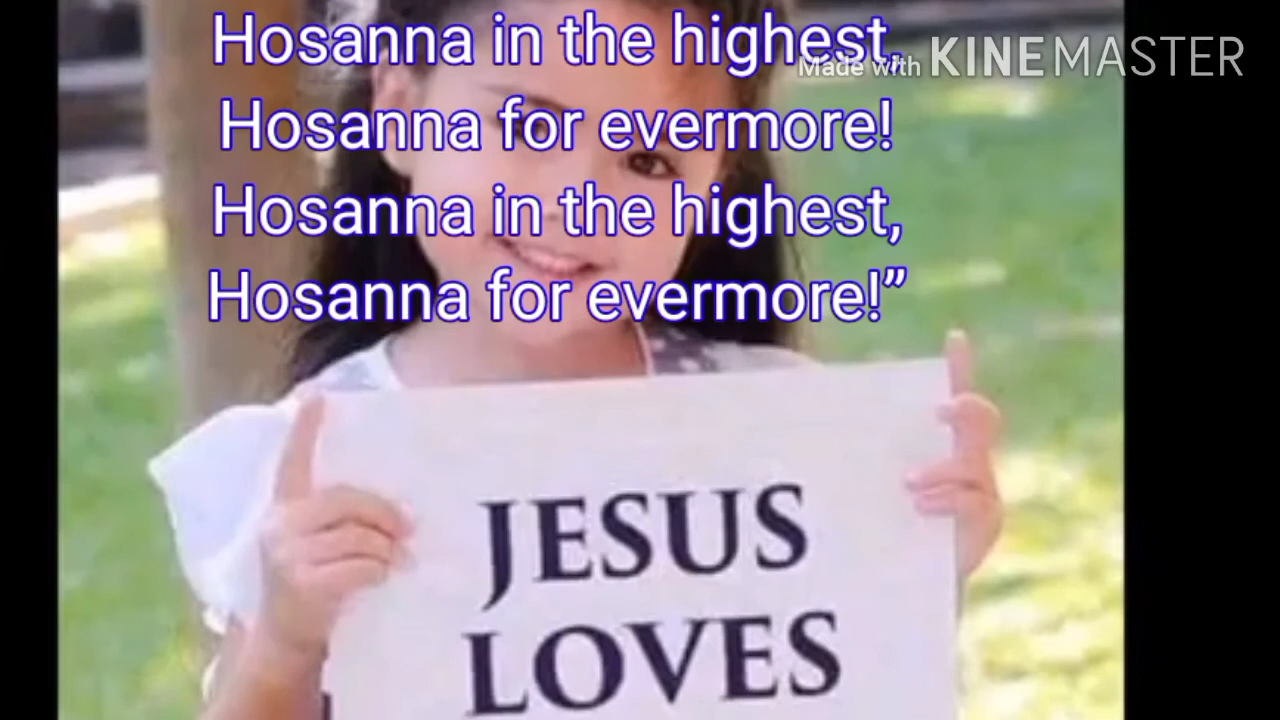 Hosanna in the highest,
Made with KINEMASTER
Hosanna for evermore!
Hosanna in the highest,
Hosanna for evermore!”
JESUS
LOVES